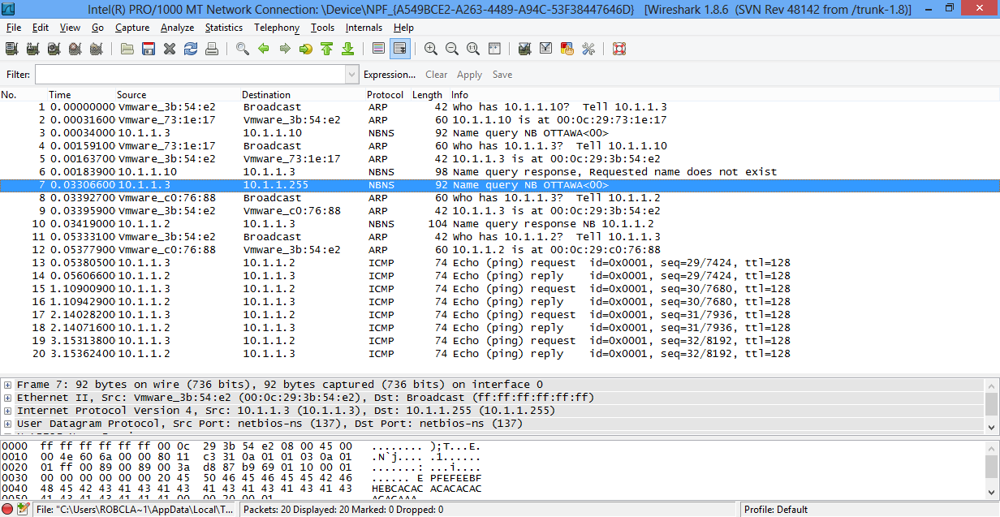 Intel(R) PRO/1000 MT Network Connection: \Device\NPF_{A549BCE2-A263-4489-A94C-53F38447646D} [Wireshark 1.8.6 (SVN Rev 48142 from /trunk-1.8)]
File Edit View Go Capture Analyze Statistics Telephony Tools Internals Help
Filter: Expression... Clear Apply Save
No. Time Source Destination Protocol Length Info
1 0.00000000 Vmware_3b:54:e2 Broadcast ARP 42 Who has 10.1.1.10? Tell 10.1.1.3
2 0.00031600 Vmware_73:1e:17 Vmware_3b:54:e2 ARP 60 10.1.1.10 is at 00:0c:29:73:1e:17
3 0.00034000 10.1.1.3 10.1.1.10 NBNS 92 Name query NB OTTAWA<00>
4 0.00159100 Vmware_73:1e:17 Broadcast ARP 60 Who has 10.1.1.3? Tell 10.1.1.10
5 0.00163700 Vmware_3b:54:e2 Vmware_73:1e:17 ARP 42 10.1.1.3 is at 00:0c:29:3b:54:e2
6 0.00183900 10.1.1.10 10.1.1.3 NBNS 98 Name query response, Requested name does not exist
7 0.03306600 10.1.1.3 10.1.1.255 NBNS 92 Name query NB OTTAWA<00>
8 0.03392700 Vmware_c0:76:88 Broadcast ARP 60 Who has 10.1.1.3? Tell 10.1.1.2
9 0.03395900 Vmware_3b:54:e2 Vmware_c0:76:88 ARP 42 10.1.1.3 is at 00:0c:29:3b:54:e2
10 0.03419000 10.1.1.2 10.1.1.3 NBNS 104 Name query response NB 10.1.1.2
11 0.05333100 Vmware_3b:54:e2 Broadcast ARP 42 Who has 10.1.1.2? Tell 10.1.1.3
12 0.05377900 Vmware_c0:76:88 Vmware_3b:54:e2 ARP 60 10.1.1.2 is at 00:0c:29:c0:76:88
13 0.05380500 10.1.1.3 10.1.1.2 ICMP 74 Echo (ping) request id=0x0001, seq=29/7424, ttl=128
14 0.05606600 10.1.1.2 10.1.1.3 ICMP 74 Echo (ping) reply id=0x0001, seq=29/7424, ttl=128
15 1.10900900 10.1.1.3 10.1.1.2 ICMP 74 Echo (ping) request id=0x0001, seq=30/7680, ttl=128
16 1.10942900 10.1.1.2 10.1.1.3 ICMP 74 Echo (ping) reply id=0x0001, seq=30/7680, ttl=128
17 2.14028200 10.1.1.3 10.1.1.2 ICMP 74 Echo (ping) request id=0x0001, seq=31/7936, ttl=128
18 2.14071600 10.1.1.2 10.1.1.3 ICMP 74 Echo (ping) reply id=0x0001, seq=31/7936, ttl=128
19 3.15313800 10.1.1.3 10.1.1.2 ICMP 74 Echo (ping) request id=0x0001, seq=32/8192, ttl=128
20 3.15362400 10.1.1.2 10.1.1.3 ICMP 74 Echo (ping) reply id=0x0001, seq=32/8192, ttl=128
Frame 7: 92 bytes on wire (736 bits), 92 bytes captured (736 bits) on interface 0
Ethernet II, Src: Vmware_3b:54:e2 (00:0c:29:3b:54:e2), Dst: Broadcast (ff:ff:ff:ff:ff:ff)
Internet Protocol Version 4, Src: 10.1.1.3 (10.1.1.3), Dst: 10.1.1.255 (10.1.1.255)
User Datagram Protocol, Src Port: netbios-ns (137), Dst Port: netbios-ns (137)
0000 ff ff ff ff ff ff 00 0c 29 3b 54 e2 08 00 45 00 ........ );T...E.
0010 00 4e 60 6a 00 00 80 11 c3 31 0a 01 01 03 0a 01 .N`j.... .1......
0020 01 ff 00 89 00 89 00 3a d8 87 b9 69 01 10 00 01 .......: ...i....
0030 00 00 00 00 00 00 20 45 50 46 45 46 45 45 42 46 ...... E PFEFEEBF
0040 48 45 42 43 41 43 41 43 41 43 41 43 41 43 41 43 HEBCACAC ACACACAC
0050 41 43 41 43 41 41 41 00 00 20 00 01 ACACAAA. . ..
File: "C:\Users\ROBCLA~1\AppData\Local\T... Packets: 20 Displayed: 20 Marked: 0 Dropped: 0 Profile: Default